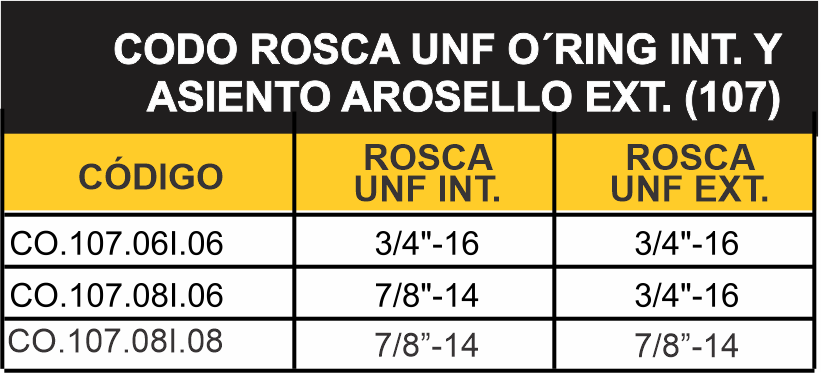 CODO ROSCA UNF O´RING INT. Y
ASIENTO AROSELLO EXT. (107)
CÓDIGO ROSCA UNF INT. ROSCA UNF EXT.
CO.107.06I.06 3/4"-16 3/4"-16
CO.107.08I.06 7/8"-14 3/4"-16
CO.107.08I.08 7/8”-14 7/8”-14